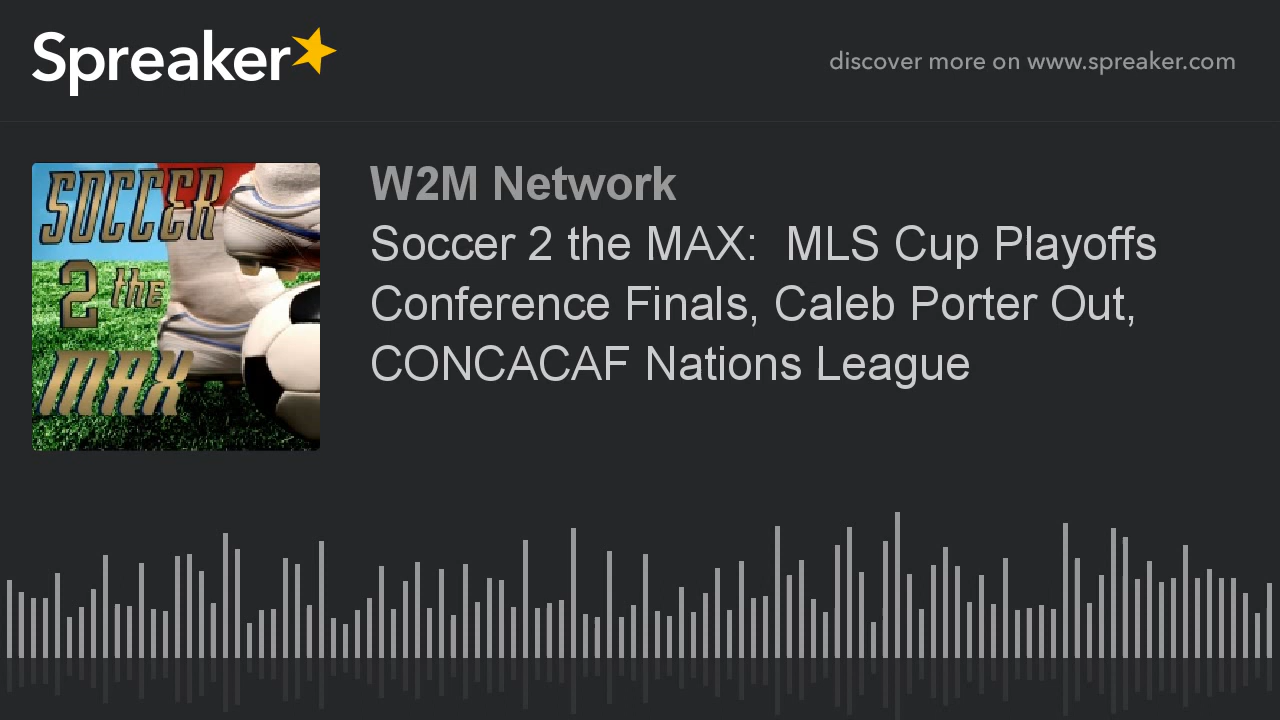 Spreaker
discover more on www.spreaker.com
SOCCER
2 the
MAX
W2M Network
Soccer 2 the MAX:  MLS Cup Playoffs
Conference Finals, Caleb Porter Out,
CONCACAF Nations League